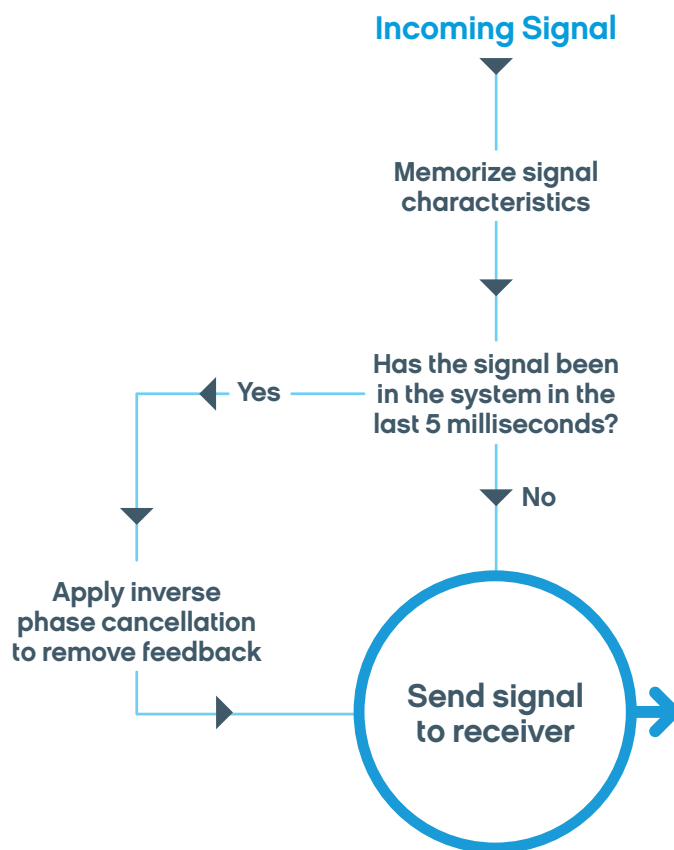 Incoming Signal
Memorize signal
characteristics
Has the signal been
in the system in the
last 5 milliseconds?
Yes
No
Apply inverse
phase cancellation
to remove feedback
Send signal
to receiver